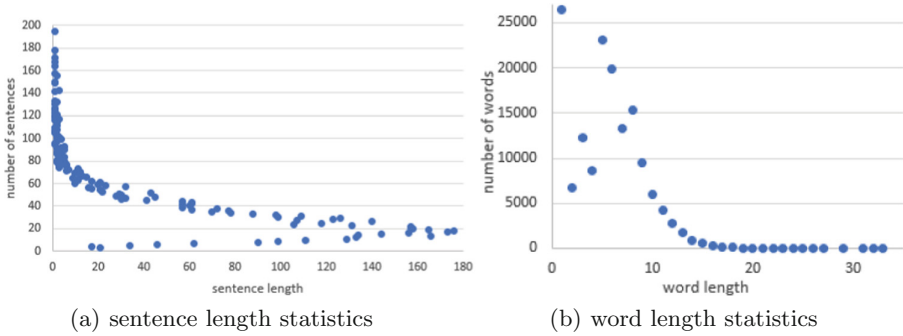 200
180
160
140
120
100
80
60
40
20
0
number of sentences
0 20 40 60 80 100 120 140 160 180
sentence length
(a) sentence length statistics
25000
20000
15000
10000
5000
0
number of words
0 10 20 30
word length
(b) word length statistics